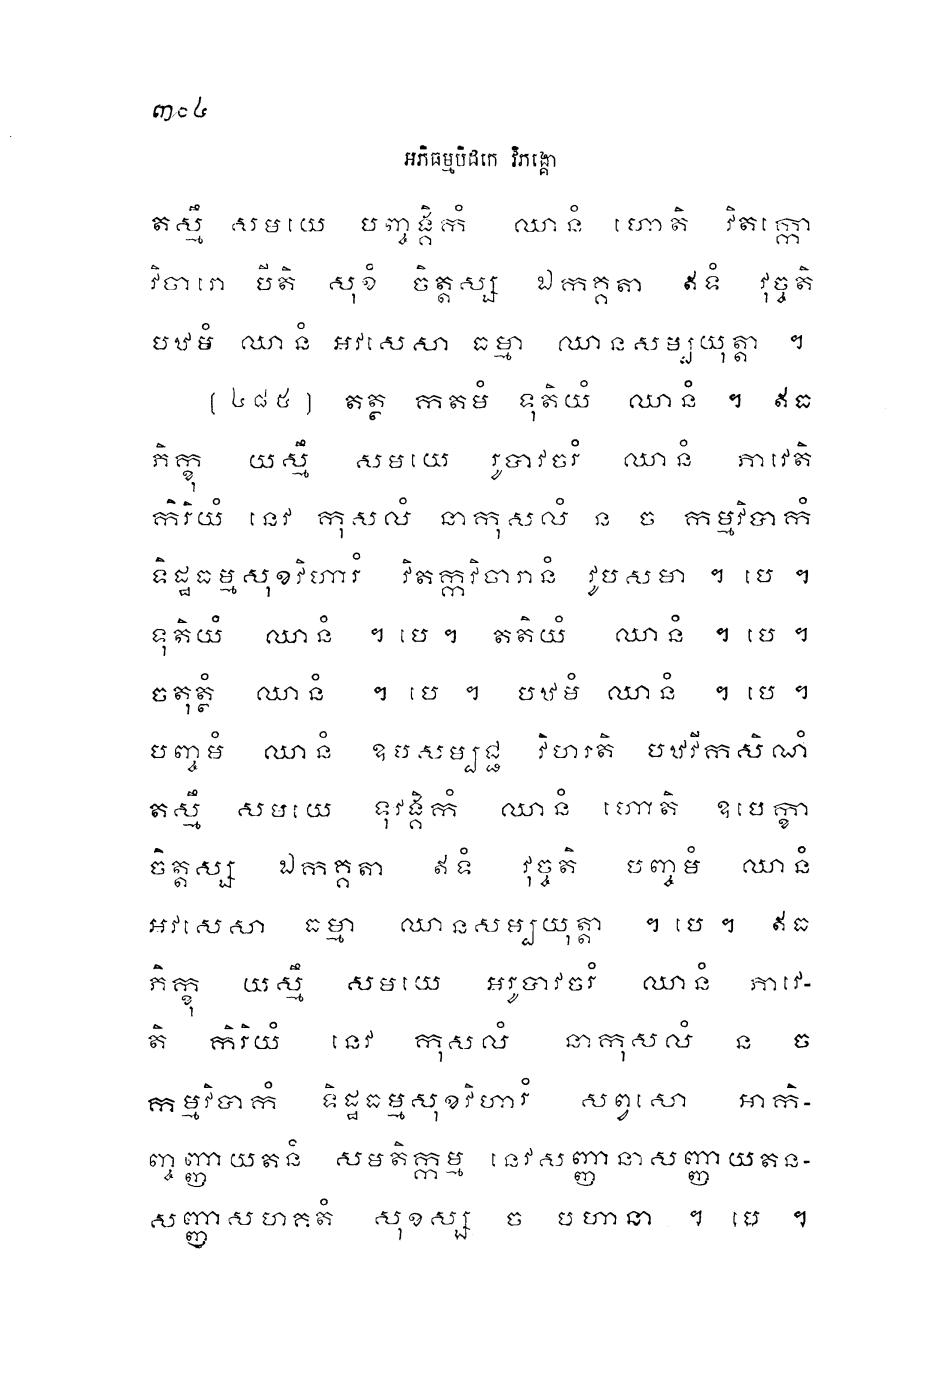 ៣០៤
អភិធម្មបិដកេ វិភង្គោ
តស្មឹ សមយេ បញ្ចង្គិកំ ឈានំ ហោតិ វិតក្កោ
វិចារោ បីតិ សុខំ ចិត្តស្ស ឯកគ្គតា ឥទំ វុច្ចតិ
បឋមំ ឈានំ អវសេសា ធម្មា ឈានសម្បយុត្តា ។
[៤៨៥] តត្ថ កតមំ ទុតិយំ ឈានំ ។ ឥធ
ភិក្ខុ យស្មឹ សមយេ រូបាវចរំ ឈានំ ភាវេតិ
កិរិយំ នេវ កុសលំ នាកុសលំ ន ច កម្មវិបាកំ
ទិដ្ឋធម្មសុខវិហារំ វិតក្កវិចារានំ វូបសមា ។ បេ ។
ទុតិយំ ឈានំ ។ បេ ។ តតិយំ ឈានំ ។ បេ ។
ចតុត្ថំ ឈានំ ។ បេ ។ បឋមំ ឈានំ ។ បេ ។
បញ្ចមំ ឈានំ ឧបសម្បជ្ជ វិហរតិ បឋវីកសិណំ
តស្មឹ សមយេ ទុវង្គិកំ ឈានំ ហោតិ ឧបេក្ខា
ចិត្តស្ស ឯកគ្គតា ឥទំ វុច្ចតិ បញ្ចមំ ឈានំ
អវសេសា ធម្មា ឈានសម្បយុត្តា ។ បេ ។ ឥធ
ភិក្ខុ យស្មឹ សមយេ អរូបាវចរំ ឈានំ ភាវេ-
តិ កិរិយំ នេវ កុសលំ នាកុសលំ ន ច
កម្មវិបាកំ ទិដ្ឋធម្មសុខវិហារំ សព្វសោ អាកិ-
ញ្ចញ្ញាយតនំ សមតិក្កម្ម នេវសញ្ញានាសញ្ញាយតន-
សញ្ញាសហគតំ សុខស្ស ច បហានា ។ បេ ។